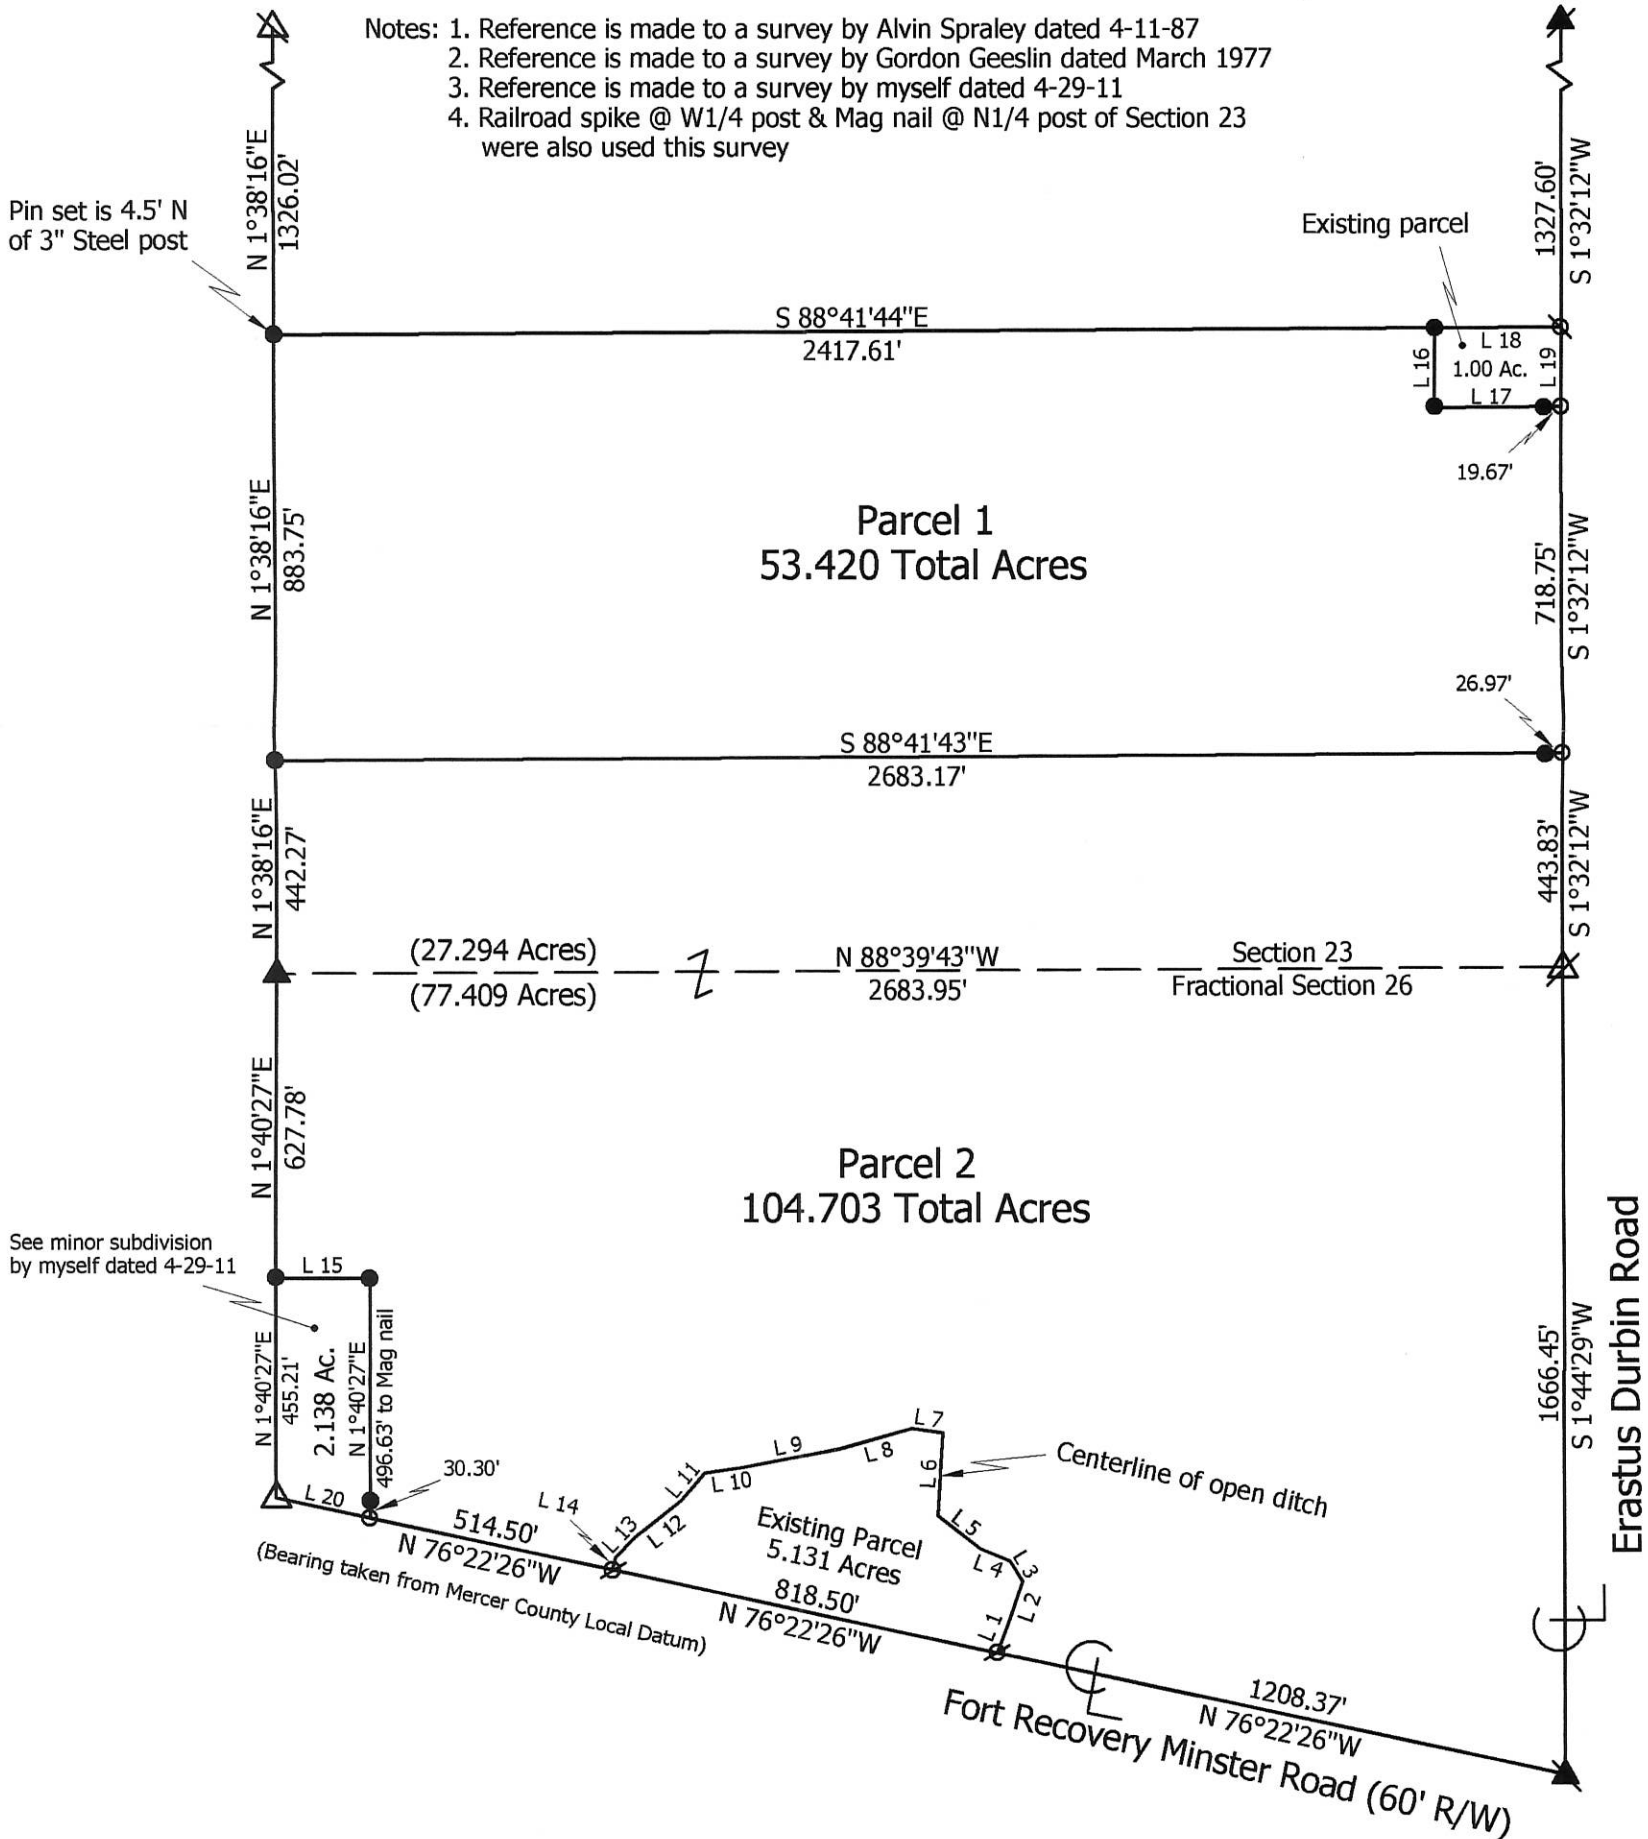 Notes: 1. Reference is made to a survey by Alvin Spraley dated 4-11-87
2. Reference is made to a survey by Gordon Geeslin dated March 1977
3. Reference is made to a survey by myself dated 4-29-11
4. Railroad spike @ W1/4 post & Mag nail @ N1/4 post of Section 23
were also used this survey
N 1°38'16"E
1326.02'
1327.60'
S 1°32'12"W
Pin set is 4.5' N
of 3" Steel post
Existing parcel
S 88°41'44"E
2417.61'
L 16
L 18
1.00 Ac.
L 19
L 17
19.67'
N 1°38'16"E
883.75'
Parcel 1
53.420 Total Acres
718.75'
S 1°32'12"W
26.97'
S 88°41'43"E
2683.17'
N 1°38'16"E
442.27'
443.83'
S 1°32'12"W
(27.294 Acres)
(77.409 Acres)
N 88°39'43"W
2683.95'
Section 23
Fractional Section 26
N 1°40'27"E
627.78'
Parcel 2
104.703 Total Acres
See minor subdivision
by myself dated 4-29-11
L 15
N 1°40'27"E
455.21'
2.138 Ac.
N 1°40'27"E
496.63' to Mag nail
30.30'
L 20
514.50'
N 76°22'26"W
(Bearing taken from Mercer County Local Datum)
L 14
L 13
L 12
L 11
L 10
L 9
L 8
L 7
L 6
L 5
L 4
L 3
L 2
L 1
Centerline of open ditch
Existing Parcel
5.131 Acres
818.50'
N 76°22'26"W
1208.37'
N 76°22'26"W
Fort Recovery Minster Road (60' R/W)
1666.45'
S 1°44'29"W
Erastus Durbin Road